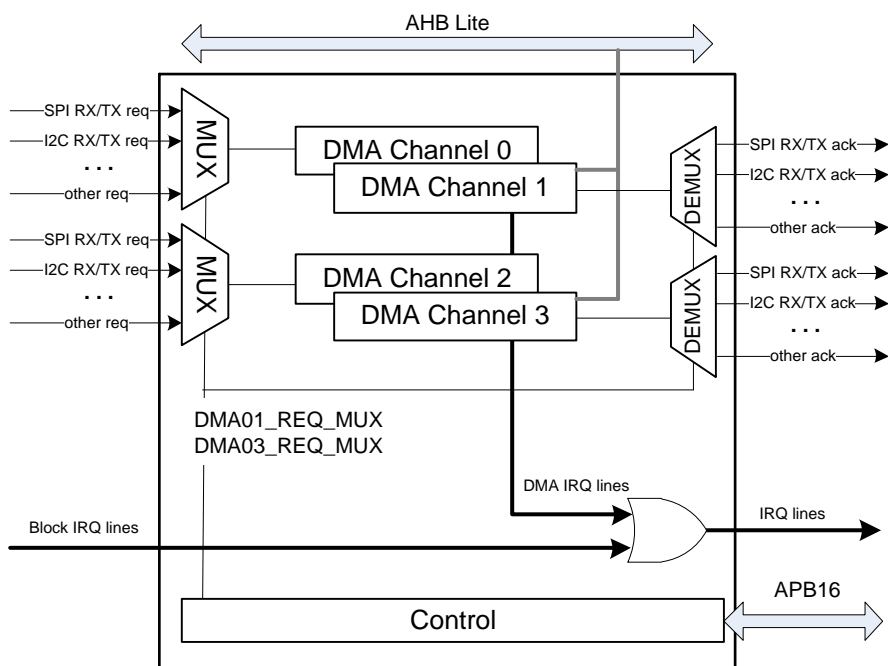 AHB Lite
SPI RX/TX req
I2C RX/TX req
. . .
other req
MUX
DMA Channel 0
DMA Channel 1
DEMUX
SPI RX/TX ack
I2C RX/TX ack
. . .
other ack
SPI RX/TX req
I2C RX/TX req
. . .
other req
MUX
DMA Channel 2
DMA Channel 3
DEMUX
SPI RX/TX ack
I2C RX/TX ack
. . .
other ack
DMA01_REQ_MUX
DMA03_REQ_MUX
DMA IRQ lines
Block IRQ lines
IRQ lines
Control
APB16